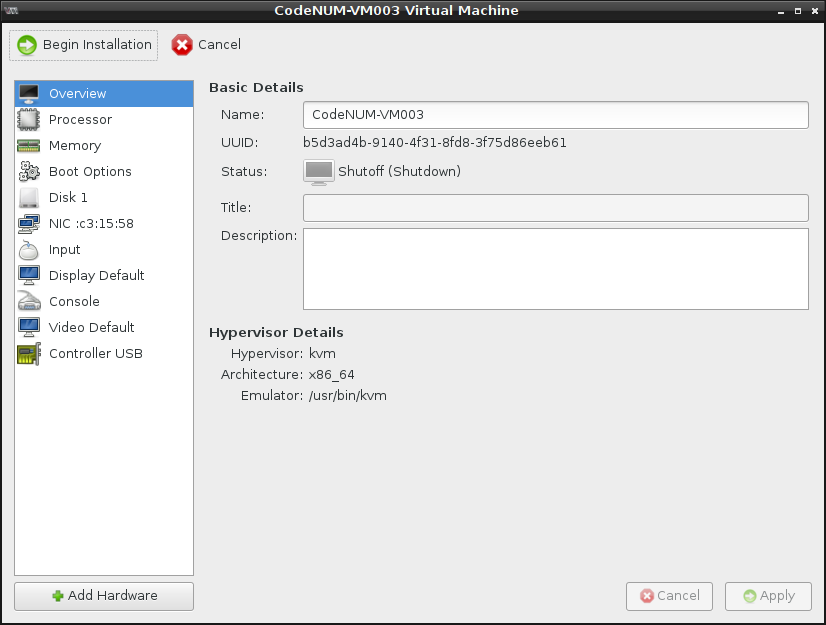 CodeNUM-VM003 Virtual Machine
Begin Installation
Cancel
Overview
Processor
Memory
Boot Options
Disk 1
NIC :c3:15:58
Input
Display Default
Console
Video Default
Controller USB
Add Hardware
Basic Details
Name: CodeNUM-VM003
UUID: b5d3ad4b-9140-4f31-8fd8-3f75d86eeb61
Status: Shutoff (Shutdown)
Title:
Description:
Hypervisor Details
Hypervisor: kvm
Architecture: x86_64
Emulator: /usr/bin/kvm
Cancel
Apply